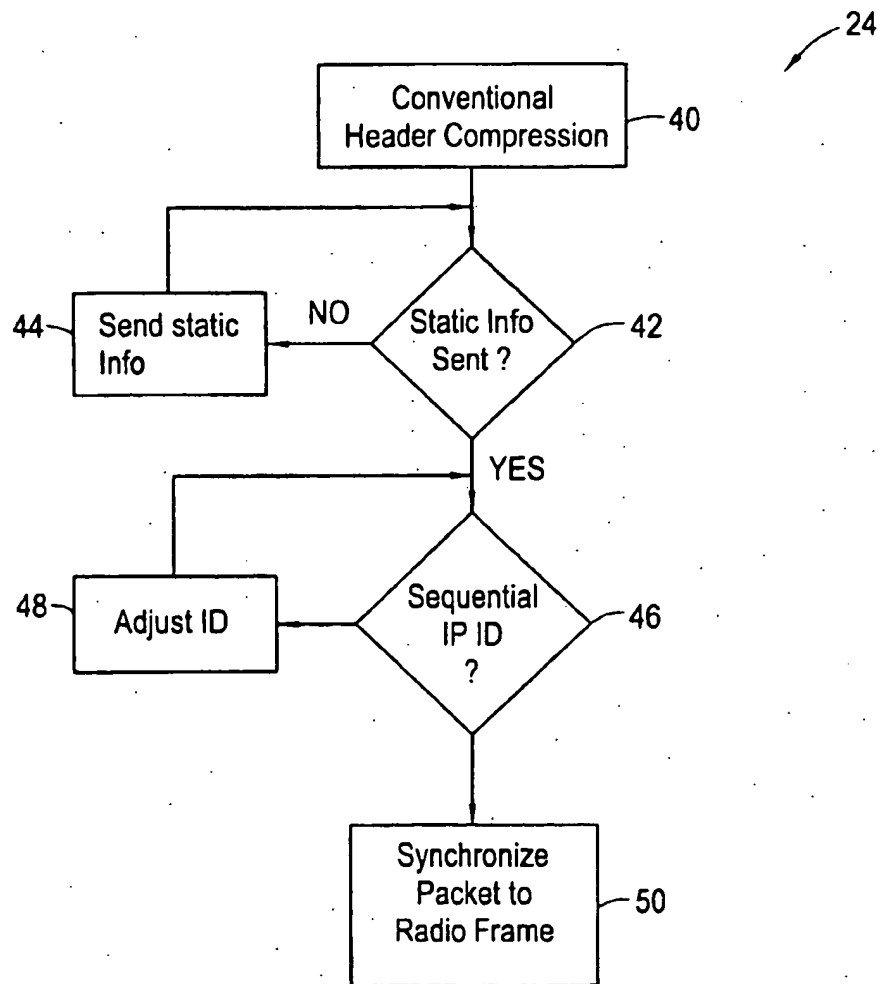 24
Conventional
Header Compression
40
44
Send static
Info
NO
Static Info
Sent ?
42
YES
48
Adjust ID
Sequential
IP ID
?
46
Synchronize
Packet to
Radio Frame
50